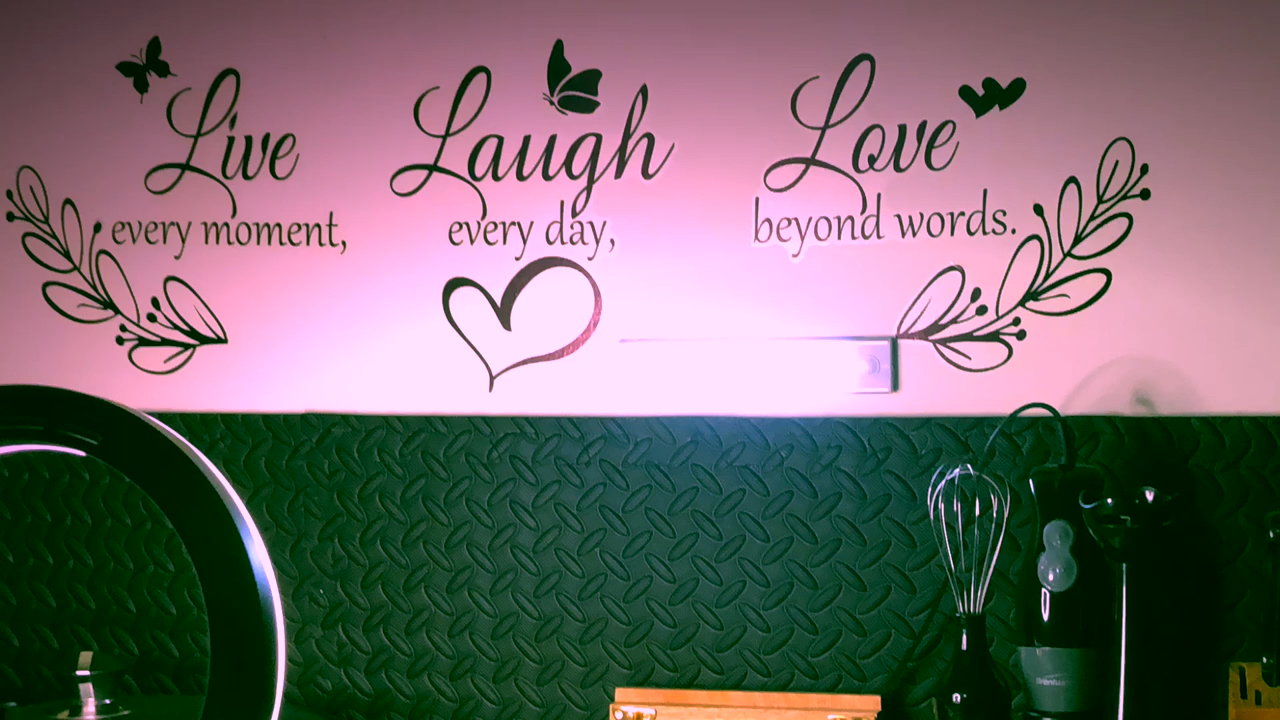 Live
every moment,
Laugh
every day,
Love
beyond words.